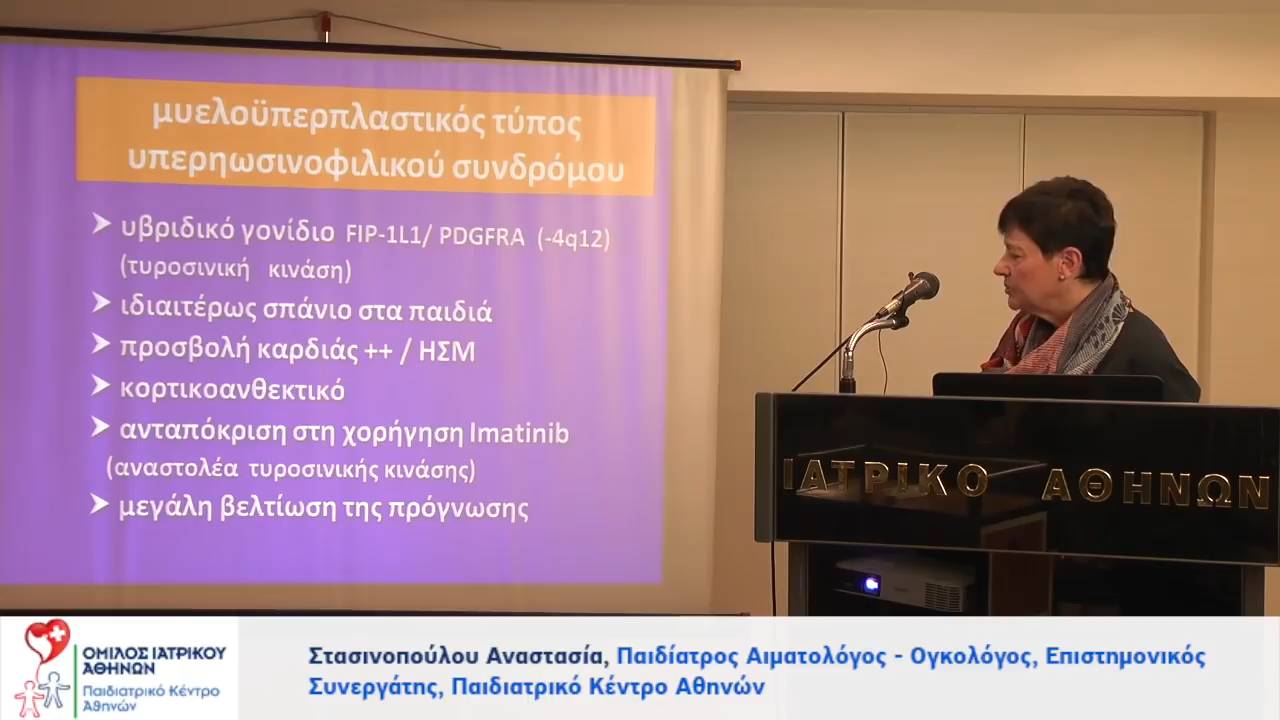 μυελοϋπερπλαστικός τύπος
υπερηωσινοφιλικού συνδρόμου
➤ υβριδικό γονίδιο FIP-1L1/ PDGFRA (-4q12)
(τυροσινική κινάση)
➤ ιδιαιτέρως σπάνιο στα παιδιά
➤ προσβολή καρδιάς ++ / ΗΣΜ
➤ κορτικοανθεκτικό
➤ ανταπόκριση στη χορήγηση Imatinib
(αναστολέα τυροσινικής κινάσης)
➤ μεγάλη βελτίωση της πρόγνωσης
ΙΑΤΡΙΚΟ ΑΘΗΝΩΝ
ΟΜΙΛΟΣ ΙΑΤΡΙΚΟΥ
ΑΘΗΝΩΝ
Παιδιατρικό Κέντρο
Αθηνών
Στασινοπούλου Αναστασία, Παιδίατρος Αιματολόγος - Ογκολόγος, Επιστημονικός
Συνεργάτης, Παιδιατρικό Κέντρο Αθηνών